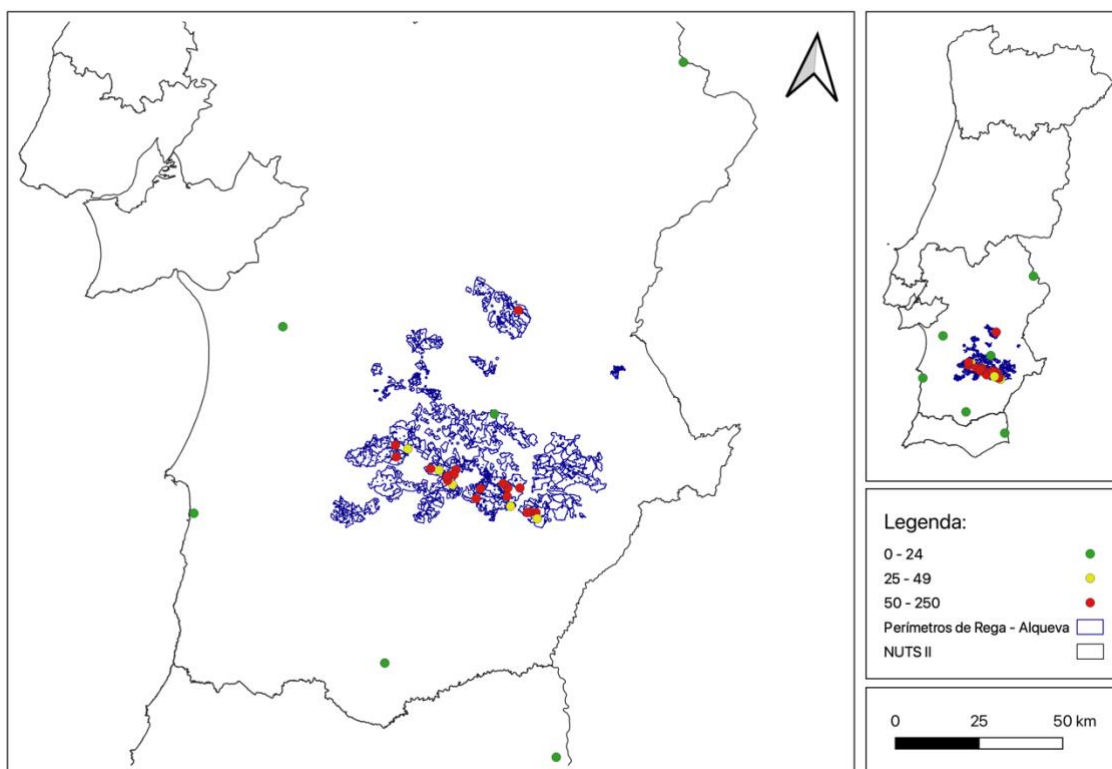 Legenda:
0 - 24
25 - 49
50 - 250
Perímetros de Rega - Alqueva
NUTS II
0 25 50 km